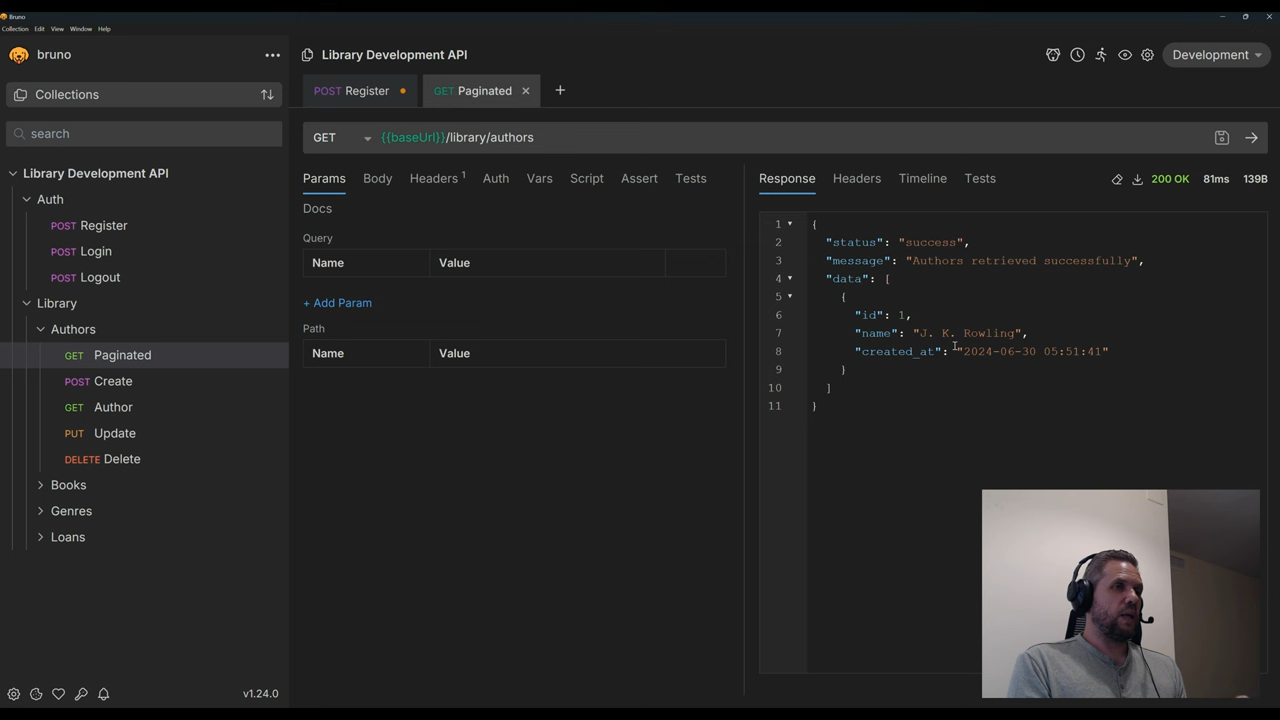 Bruno
Collection Edit View Window Help
bruno
Collections
search
Library Development API
Auth
POST Register
POST Login
POST Logout
Library
Authors
GET Paginated
POST Create
GET Author
PUT Update
DELETE Delete
Books
Genres
Loans
v1.24.0
Library Development API
Development
POST Register
GET Paginated
GET {{baseUrl}}/library/authors
Params Body Headers 1 Auth Vars Script Assert Tests
Docs
Query
Name Value
+ Add Param
Path
Name Value
Response Headers Timeline Tests 200 OK 81ms 139B
1 {
2 "status": "success",
3 "message": "Authors retrieved successfully",
4 "data": [
5 {
6 "id": 1,
7 "name": "J. K. Rowling",
8 "created_at": "2024-06-30 05:51:41"
9 }
10 ]
11 }